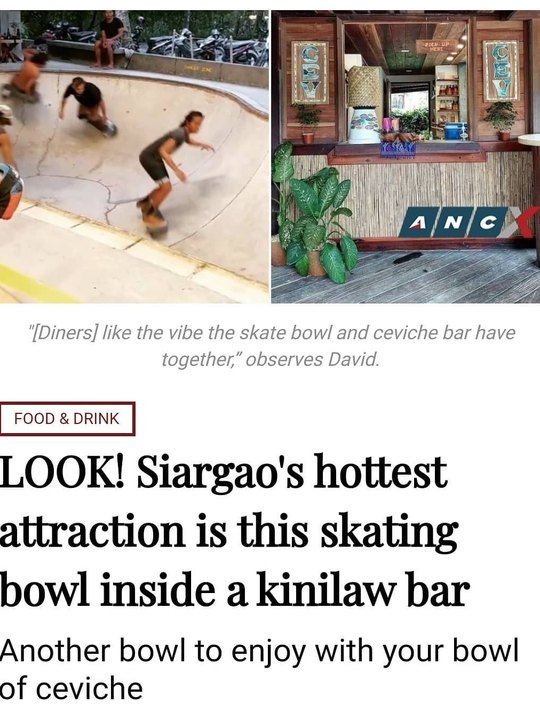 CEV
CEV
ANCX
"[Diners] like the vibe the skate bowl and ceviche bar have
together,” observes David.
FOOD & DRINK
LOOK! Siargao's hottest
attraction is this skating
bowl inside a kinilaw bar
Another bowl to enjoy with your bowl
of ceviche